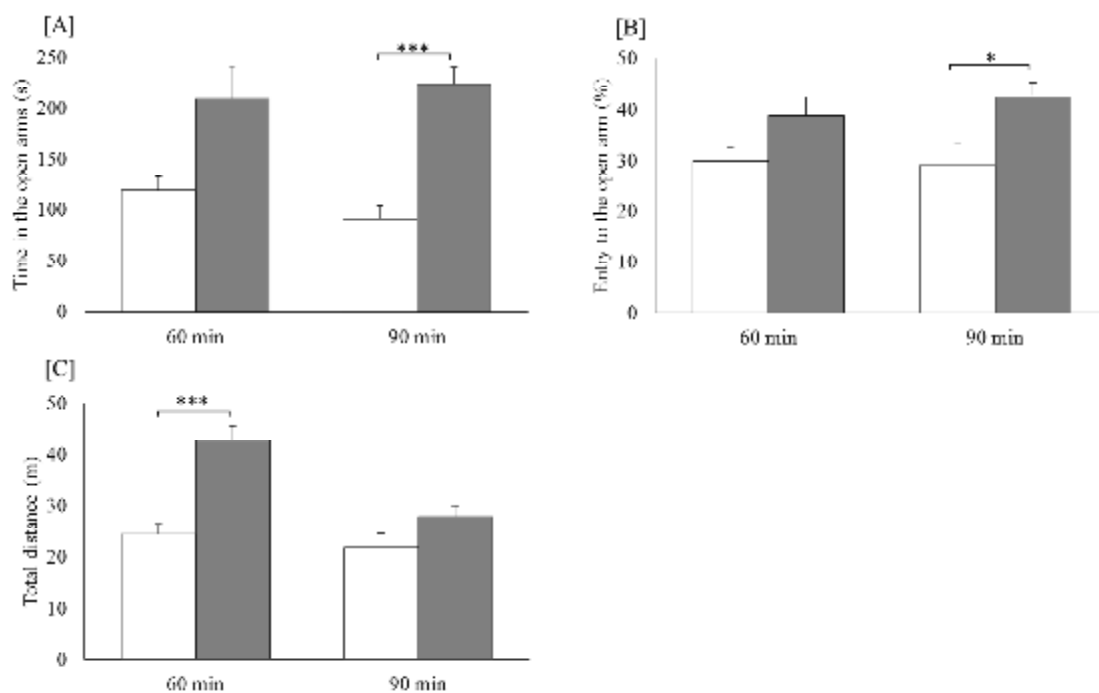 [A]
Time in the open arms (s)
250
200
150
100
50
0
***
60 min
90 min
[B]
Entry to the open arm (%)
50
40
30
20
10
0
*
60 min
90 min
[C]
Total distance (m)
50
40
30
20
10
0
***
60 min
90 min